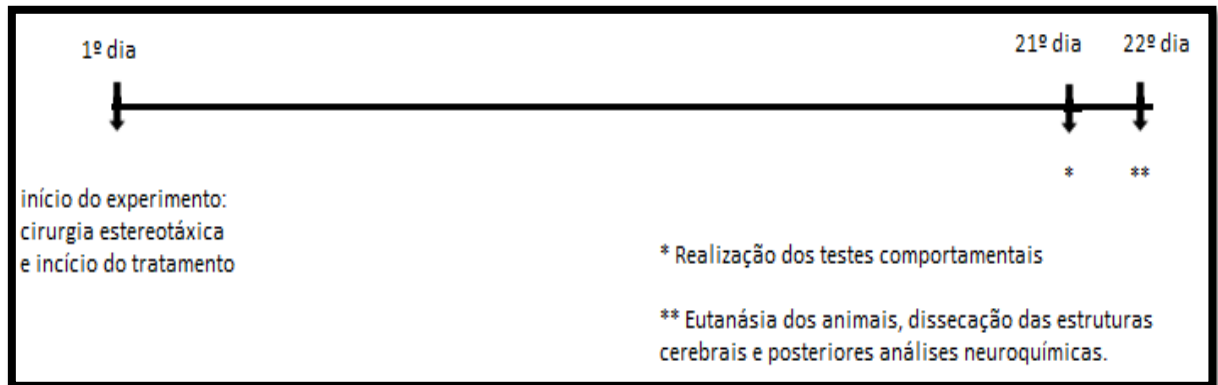 1º dia
21º dia
22º dia
*
**
início do experimento:
cirurgia estereotáxica
e incício do tratamento
* Realização dos testes comportamentais
** Eutanásia dos animais, dissecação das estruturas
cerebrais e posteriores análises neuroquímicas.